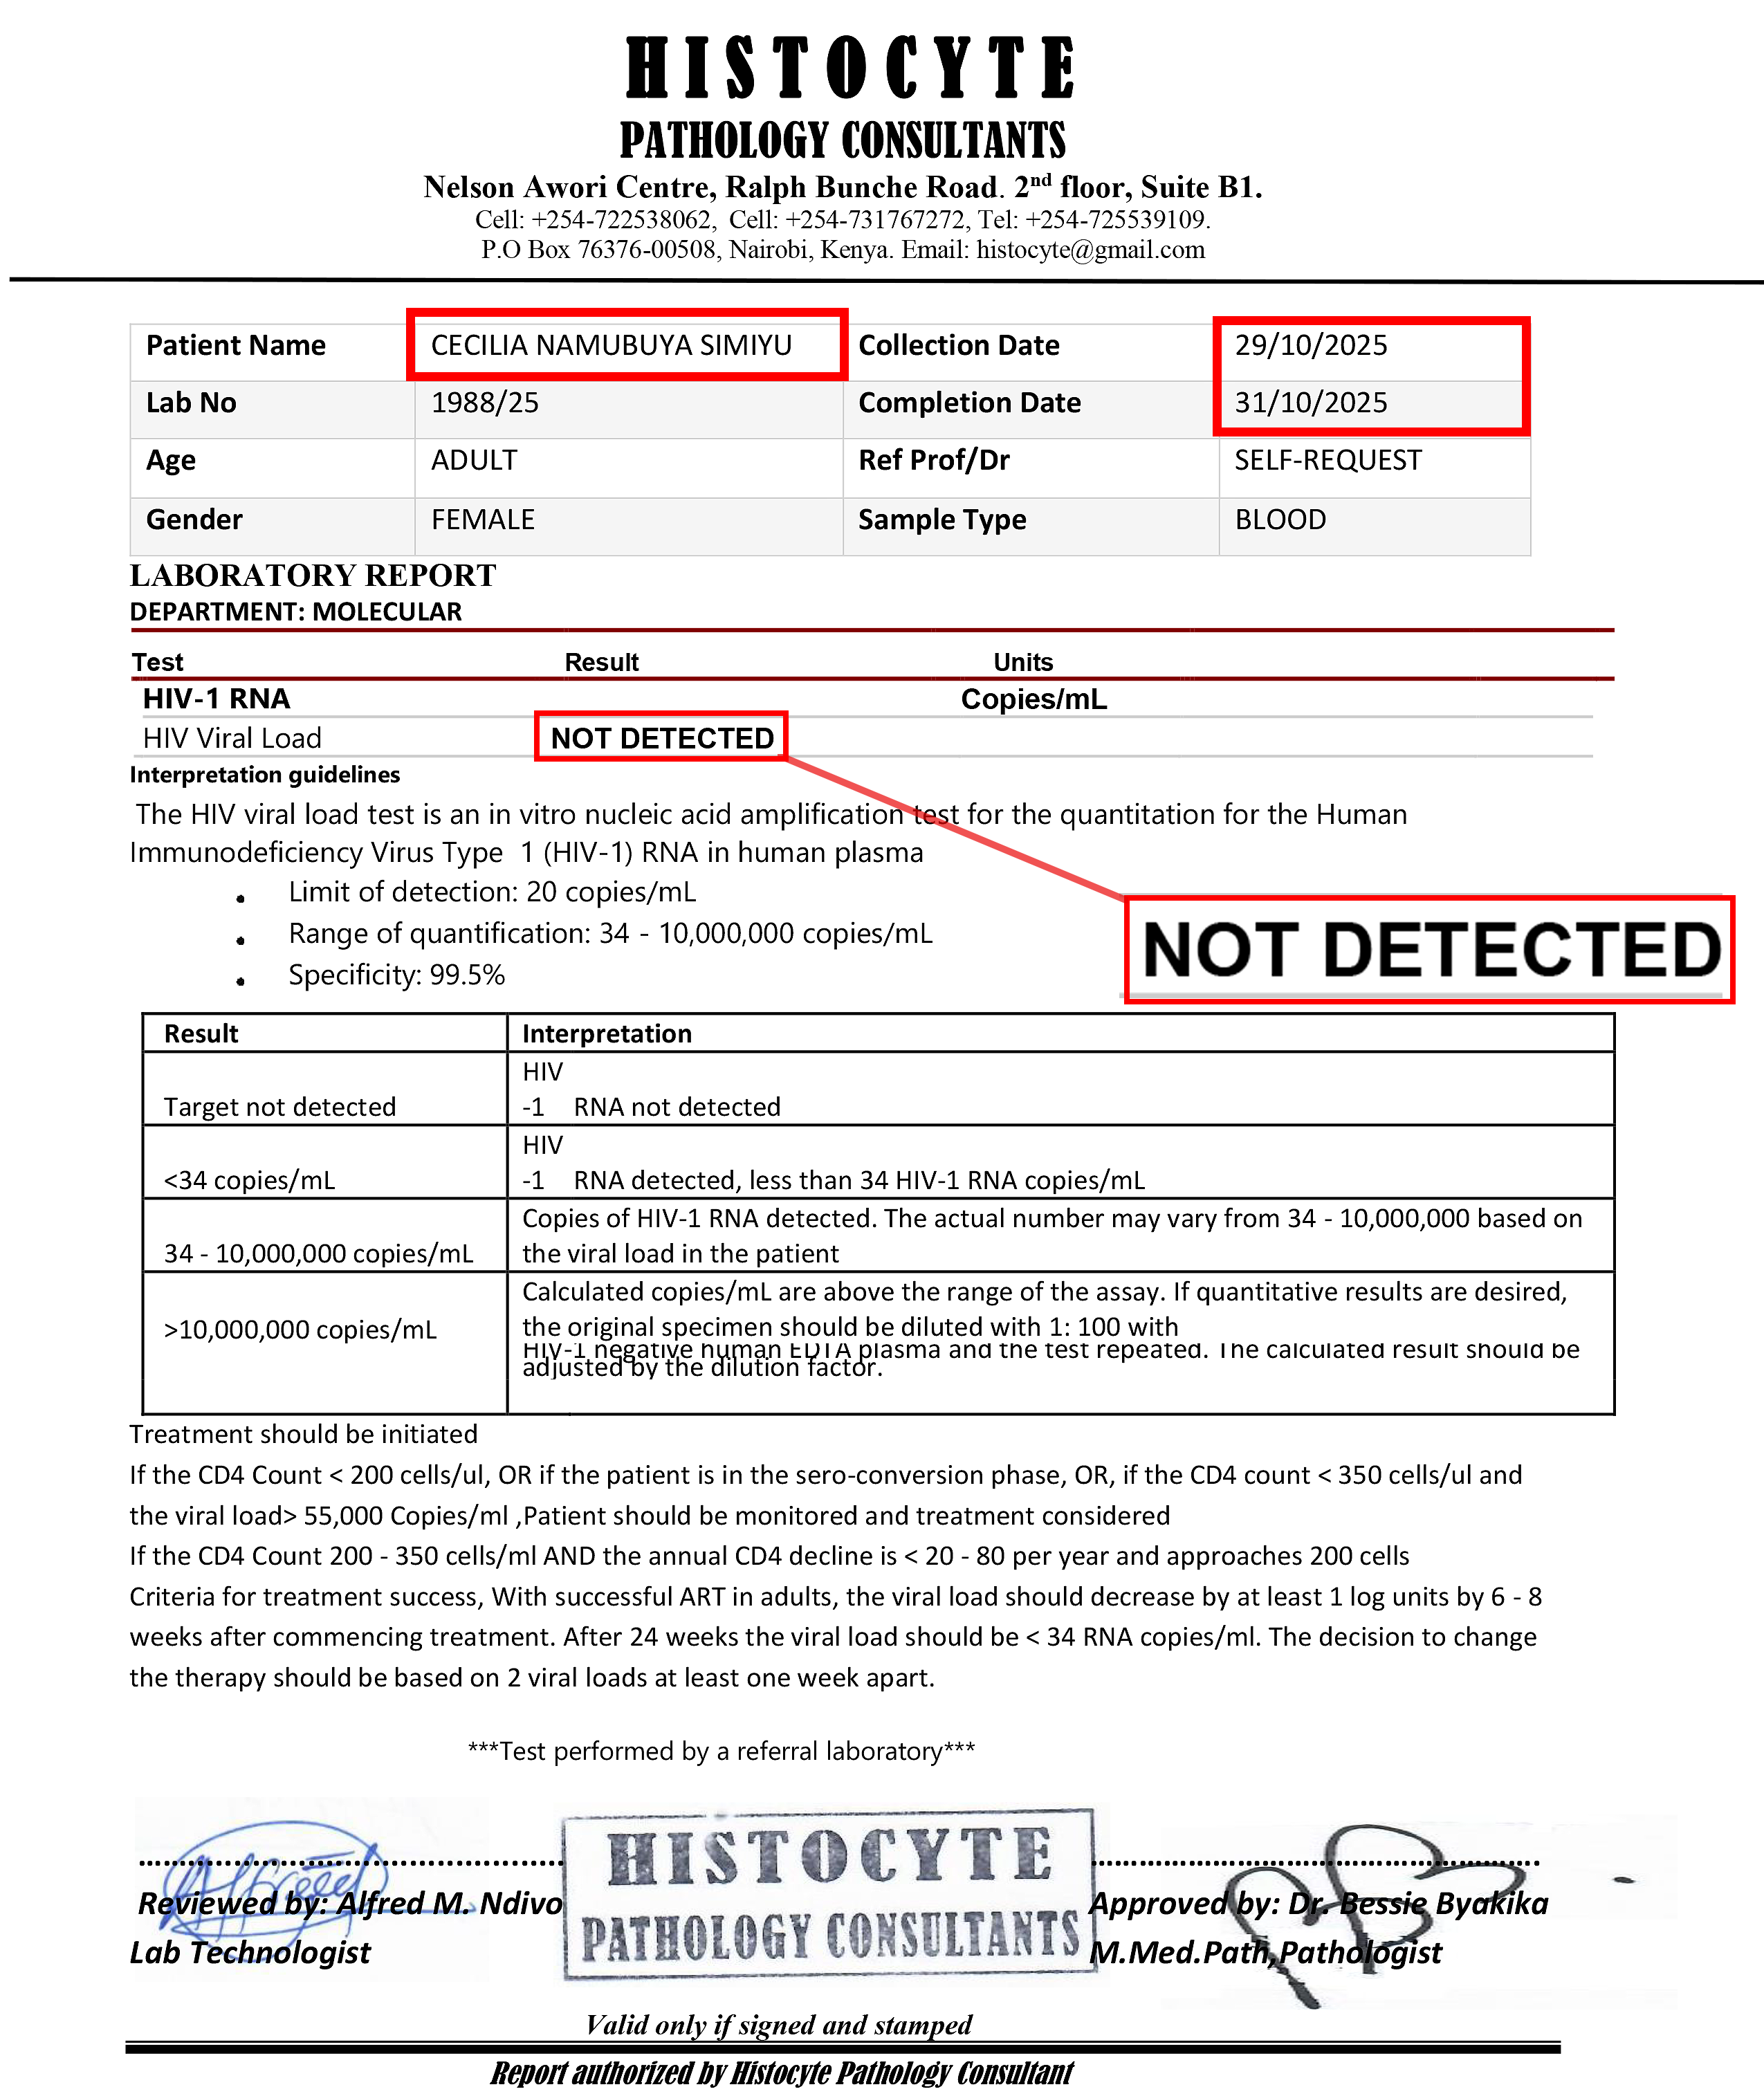 HISTOCYTE
PATHOLOGY CONSULTANTS
Nelson Awori Centre, Ralph Bunche Road. 2nd floor, Suite B1.
Cell: +254-722538062, Cell: +254-731767272, Tel: +254-725539109.
P.O Box 76376-00508, Nairobi, Kenya. Email: histocyte@gmail.com
Patient Name CECILIA NAMUBUYA SIMIYU Collection Date 29/10/2025
Lab No 1988/25 Completion Date 31/10/2025
Age ADULT Ref Prof/Dr SELF-REQUEST
Gender FEMALE Sample Type BLOOD
LABORATORY REPORT
DEPARTMENT: MOLECULAR
Test Result Units
HIV-1 RNA Copies/mL
HIV Viral Load NOT DETECTED
Interpretation guidelines
The HIV viral load test is an in vitro nucleic acid amplification test for the quantitation for the Human
Immunodeficiency Virus Type 1 (HIV-1) RNA in human plasma
• Limit of detection: 20 copies/mL
• Range of quantification: 34 - 10,000,000 copies/mL
• Specificity: 99.5%
NOT DETECTED
Result Interpretation
HIV
Target not detected -1 RNA not detected
HIV
<34 copies/mL -1 RNA detected, less than 34 HIV-1 RNA copies/mL
Copies of HIV-1 RNA detected. The actual number may vary from 34 - 10,000,000 based on
34 - 10,000,000 copies/mL the viral load in the patient
Calculated copies/mL are above the range of the assay. If quantitative results are desired,
>10,000,000 copies/mL the original specimen should be diluted with 1: 100 with
HIV-1 negative human EDTA plasma and the test repeated. The calculated result should be
adjusted by the dilution factor.
Treatment should be initiated
If the CD4 Count < 200 cells/ul, OR if the patient is in the sero-conversion phase, OR, if the CD4 count < 350 cells/ul and
the viral load> 55,000 Copies/ml ,Patient should be monitored and treatment considered
If the CD4 Count 200 - 350 cells/ml AND the annual CD4 decline is < 20 - 80 per year and approaches 200 cells
Criteria for treatment success, With successful ART in adults, the viral load should decrease by at least 1 log units by 6 - 8
weeks after commencing treatment. After 24 weeks the viral load should be < 34 RNA copies/ml. The decision to change
the therapy should be based on 2 viral loads at least one week apart.
***Test performed by a referral laboratory***
HISTOCYTE
PATHOLOGY CONSULTANTS
Reviewed by: Alfred M. Ndivo
Lab Technologist
Approved by: Dr. Bessie Byakika
M.Med.Path,Pathologist
Valid only if signed and stamped
Report authorized by Histocyte Pathology Consultant